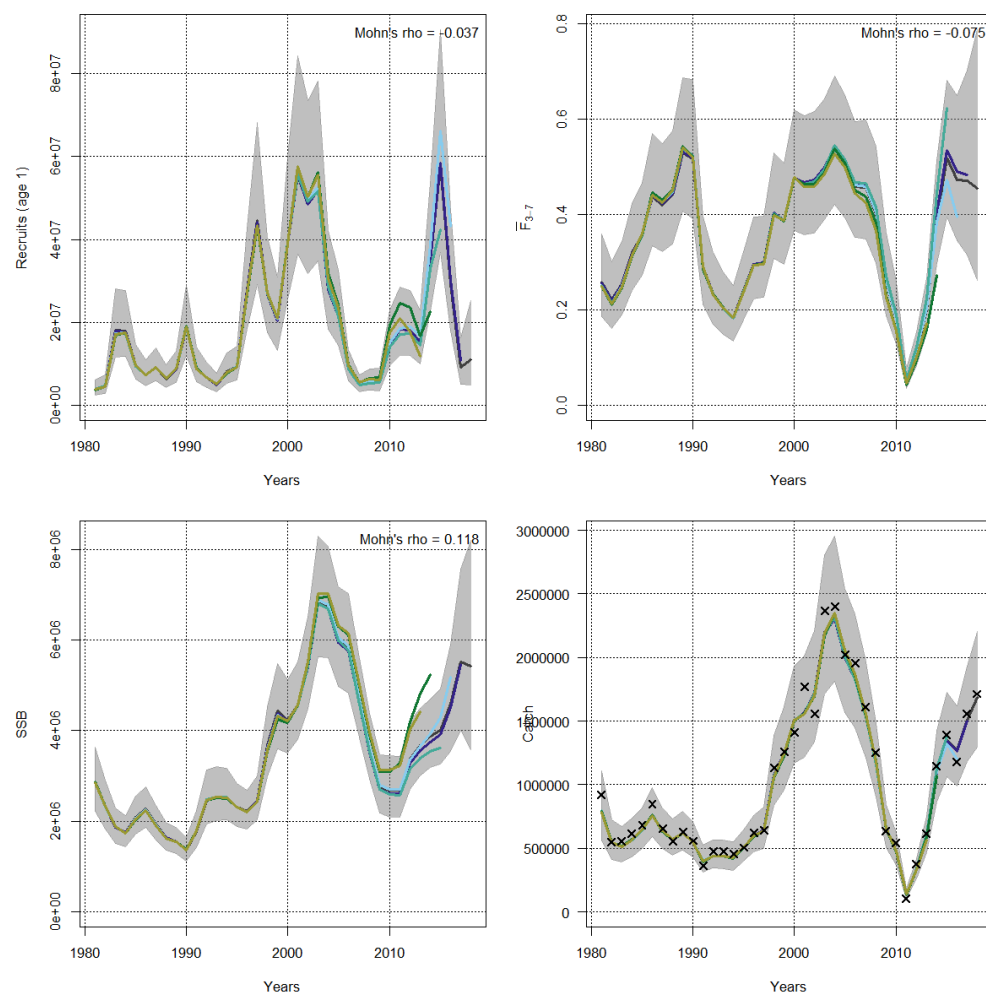 Mohn's rho = -0.037
Recruits (age 1)
8e+07
6e+07
4e+07
2e+07
0e+00
1980 1990 2000 2010
Years
Mohn's rho = -0.075
F̅3−7
0.8
0.6
0.4
0.2
0.0
1980 1990 2000 2010
Years
Mohn's rho = 0.118
SSB
8e+06
6e+06
4e+06
2e+06
0e+00
1980 1990 2000 2010
Years
Catch
3000000
2500000
2000000
1500000
1000000
500000
0
1980 1990 2000 2010
Years